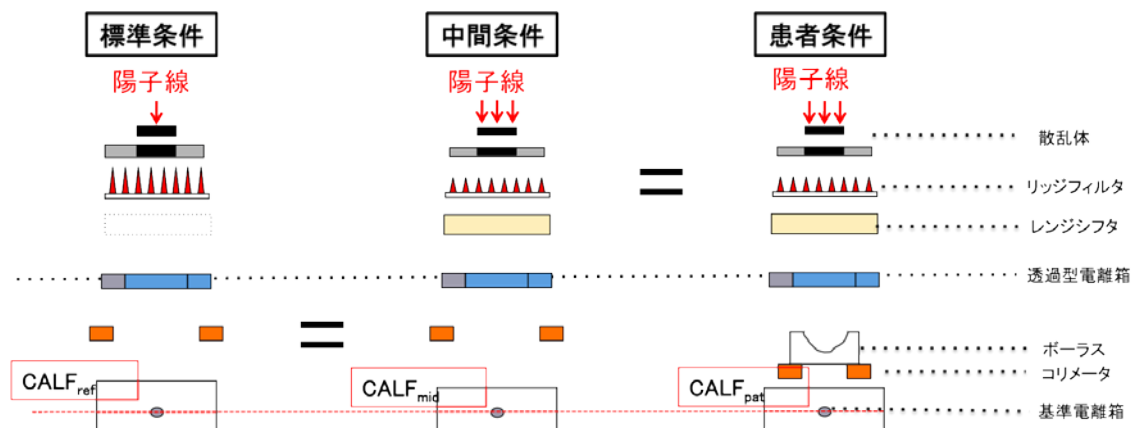 標準条件
中間条件
患者条件
陽子線
陽子線
陽子線
散乱体
リッジフィルタ
レンジシフタ
透過型電離箱
ボーラス
コリメータ
CALFref
CALFmid
CALFpat
基準電離箱